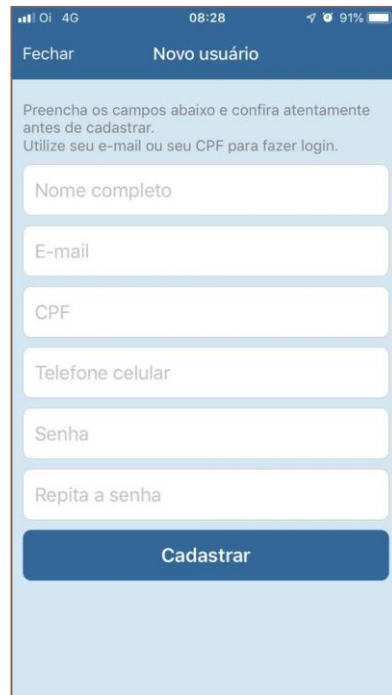 Oi 4G 08:28 91%
Fechar Novo usuário
Preencha os campos abaixo e confira atentamente
antes de cadastrar.
Utilize seu e-mail ou seu CPF para fazer login.
Nome completo
E-mail
CPF
Telefone celular
Senha
Repita a senha
Cadastrar